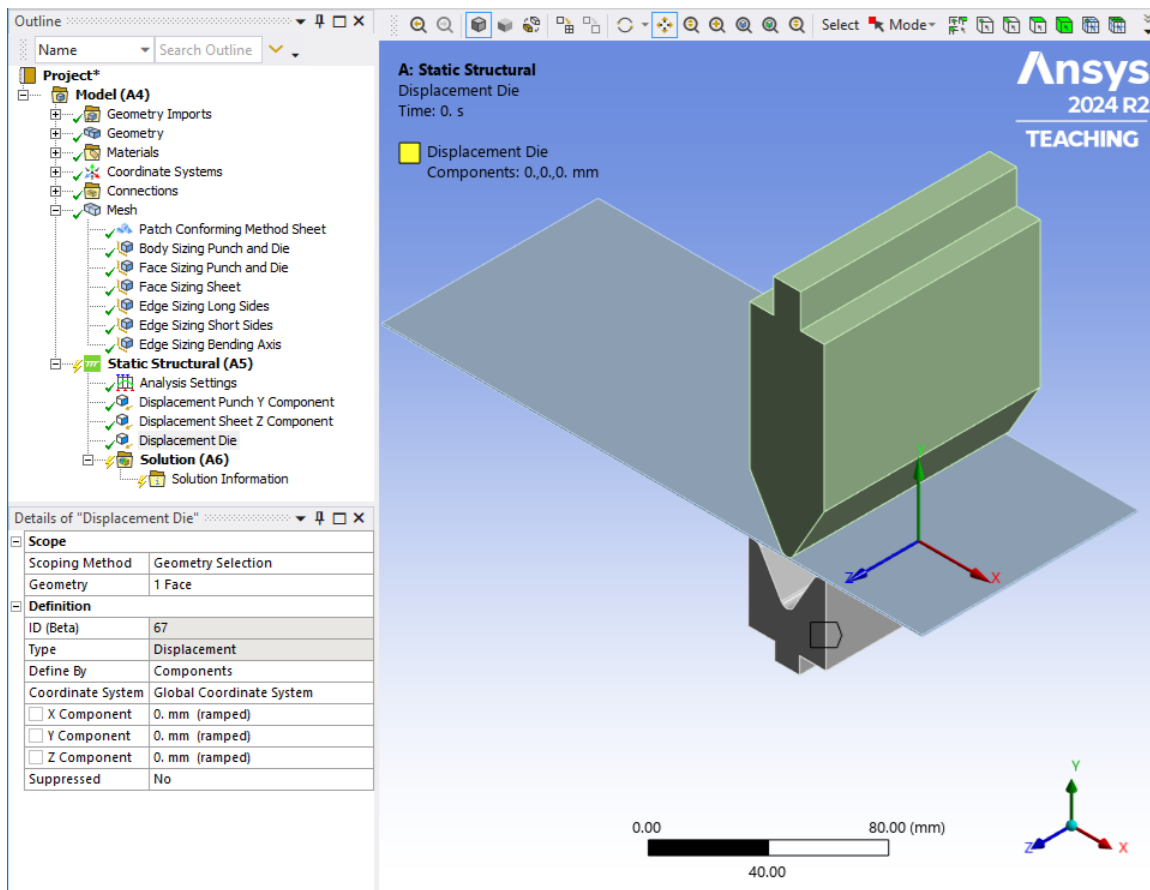 Outline
Name
Search Outline
Project*
Model (A4)
Geometry Imports
Geometry
Materials
Coordinate Systems
Connections
Mesh
Patch Conforming Method Sheet
Body Sizing Punch and Die
Face Sizing Punch and Die
Face Sizing Sheet
Edge Sizing Long Sides
Edge Sizing Short Sides
Edge Sizing Bending Axis
Static Structural (A5)
Analysis Settings
Displacement Punch Y Component
Displacement Sheet Z Component
Displacement Die
Solution (A6)
Solution Information
Details of "Displacement Die"
Scope
Scoping Method Geometry Selection
Geometry 1 Face
Definition
ID (Beta) 67
Type Displacement
Define By Components
Coordinate System Global Coordinate System
X Component 0. mm (ramped)
Y Component 0. mm (ramped)
Z Component 0. mm (ramped)
Suppressed No
Select Mode
A: Static Structural
Displacement Die
Time: 0. s
Displacement Die
Components: 0.,0.,0. mm
Ansys
2024 R2
TEACHING
Y
Z
X
0.00 80.00 (mm)
40.00
Y
Z
X